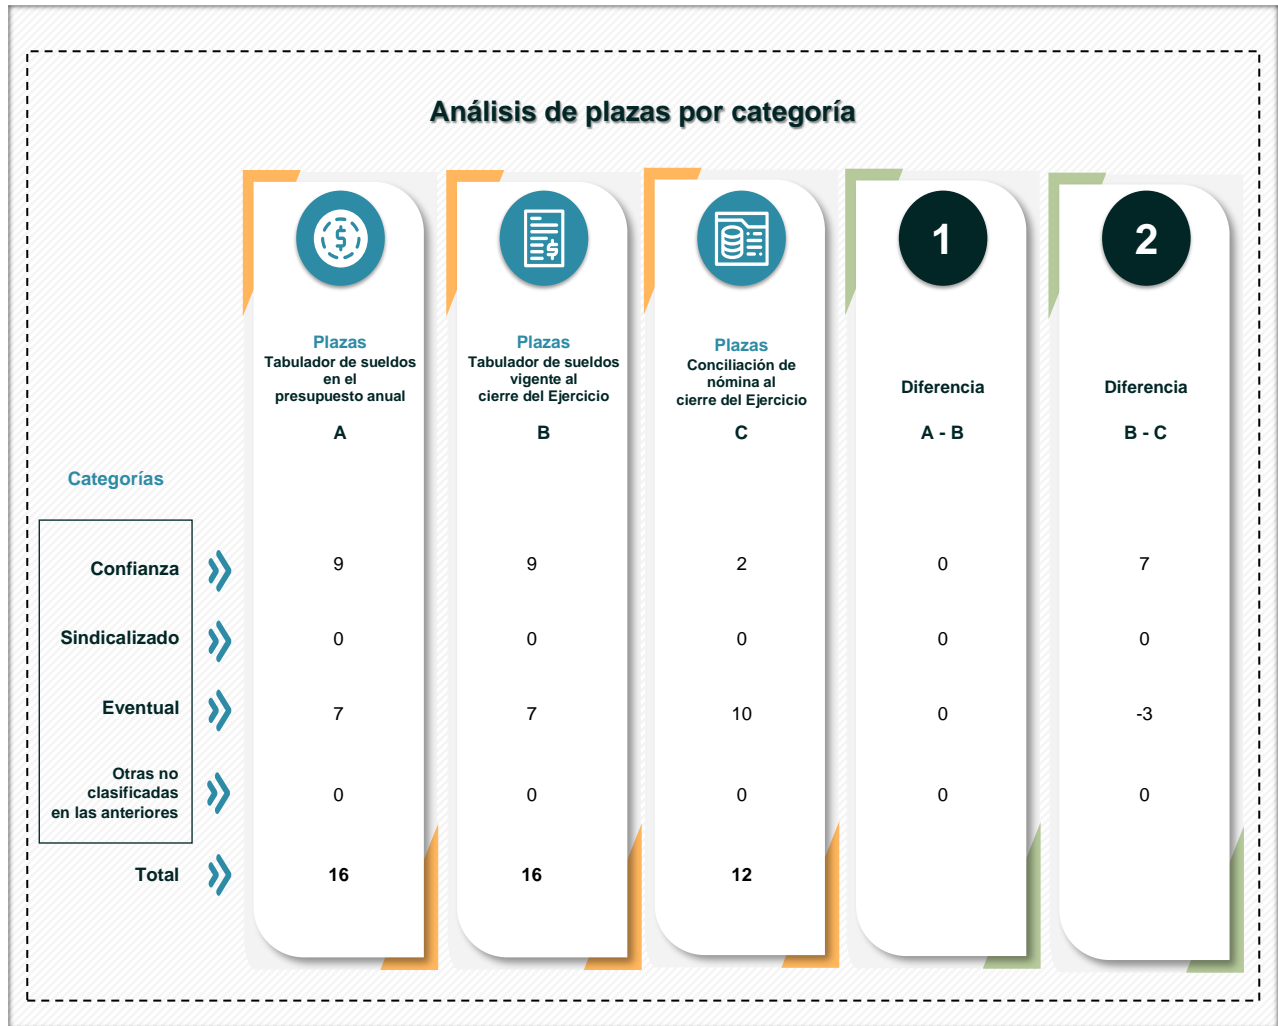 Análisis de plazas por categoría
1
2
Plazas
Tabulador de sueldos
en el
presupuesto anual
A
Plazas
Tabulador de sueldos
vigente al
cierre del Ejercicio
B
Plazas
Conciliación de
nómina al
cierre del Ejercicio
C
Diferencia
A - B
Diferencia
B - C
Categorías
Confianza 9 9 2 0 7
Sindicalizado 0 0 0 0 0
Eventual 7 7 10 0 -3
Otras no
clasificadas
en las anteriores 0 0 0 0 0
Total 16 16 12